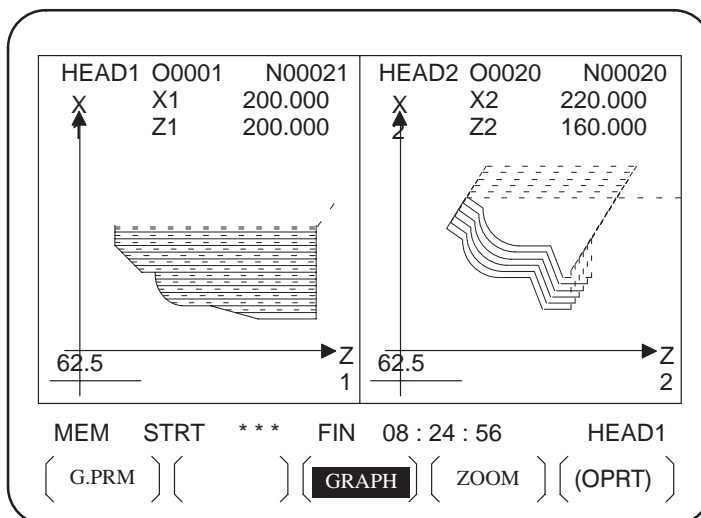 HEAD1 O0001 N00021
X1 200.000
Z1 200.000
X
1
62.5
Z
1
HEAD2 O0020 N00020
X2 220.000
Z2 160.000
X
2
62.5
Z
2
MEM STRT * * * FIN 08 : 24 : 56 HEAD1
G.PRM GRAPH ZOOM (OPRT)